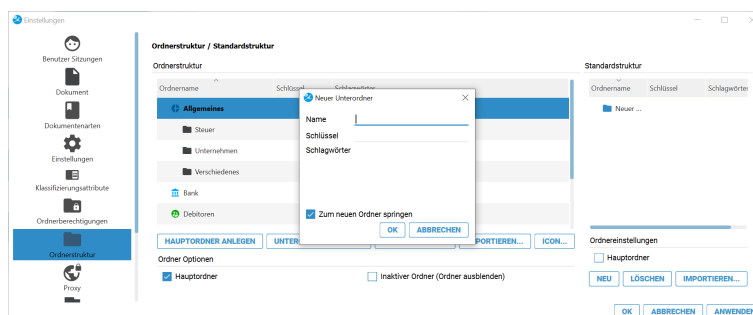 Einstellungen
Benutzer Sitzungen
Dokument
Dokumentenarten
Einstellungen
Klassifizierungsattribute
Ordnerberechtigungen
Ordnerstruktur
Proxy
Ordnerstruktur / Standardstruktur
Ordnerstruktur
Ordnername Schlüssel Schlagwörter
Allgemeines
Steuer
Unternehmen
Verschiedenes
Bank
Debitoren
HAUPTORDNER ANLEGEN UNTER PORTIEREN... ICON...
Ordner Optionen
Hauptordner Inaktiver Ordner (Ordner ausblenden)
Neuer Unterordner
Name
Schlüssel
Schlagwörter
Zum neuen Ordner springen
OK ABBRECHEN
Standardstruktur
Ordnername Schlüssel Schlagwörter
Neuer ...
Ordnereinstellungen
Hauptordner
NEU LÖSCHEN IMPORTIEREN...
OK ABBRECHEN ANWENDEN